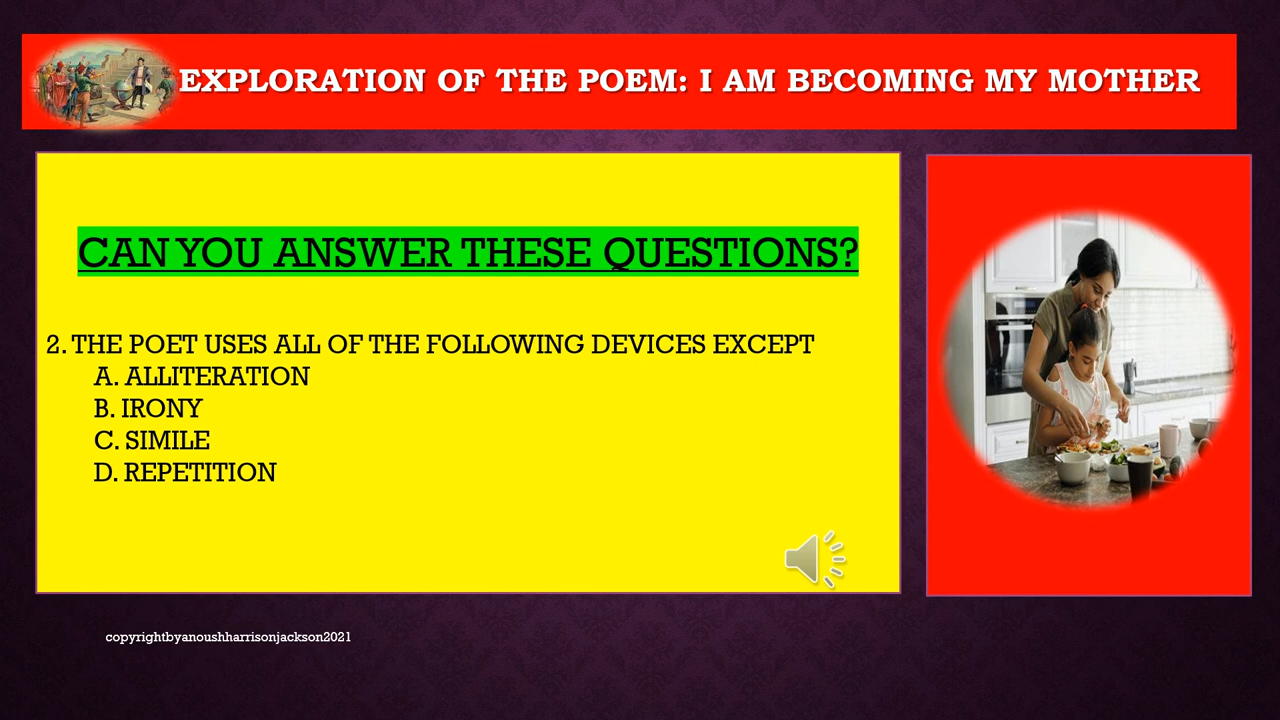 EXPLORATION OF THE POEM: I AM BECOMING MY MOTHER
CAN YOU ANSWER THESE QUESTIONS?
2. THE POET USES ALL OF THE FOLLOWING DEVICES EXCEPT
A. ALLITERATION
B. IRONY
C. SIMILE
D. REPETITION
copyrightbyanoushharrisonjackson2021